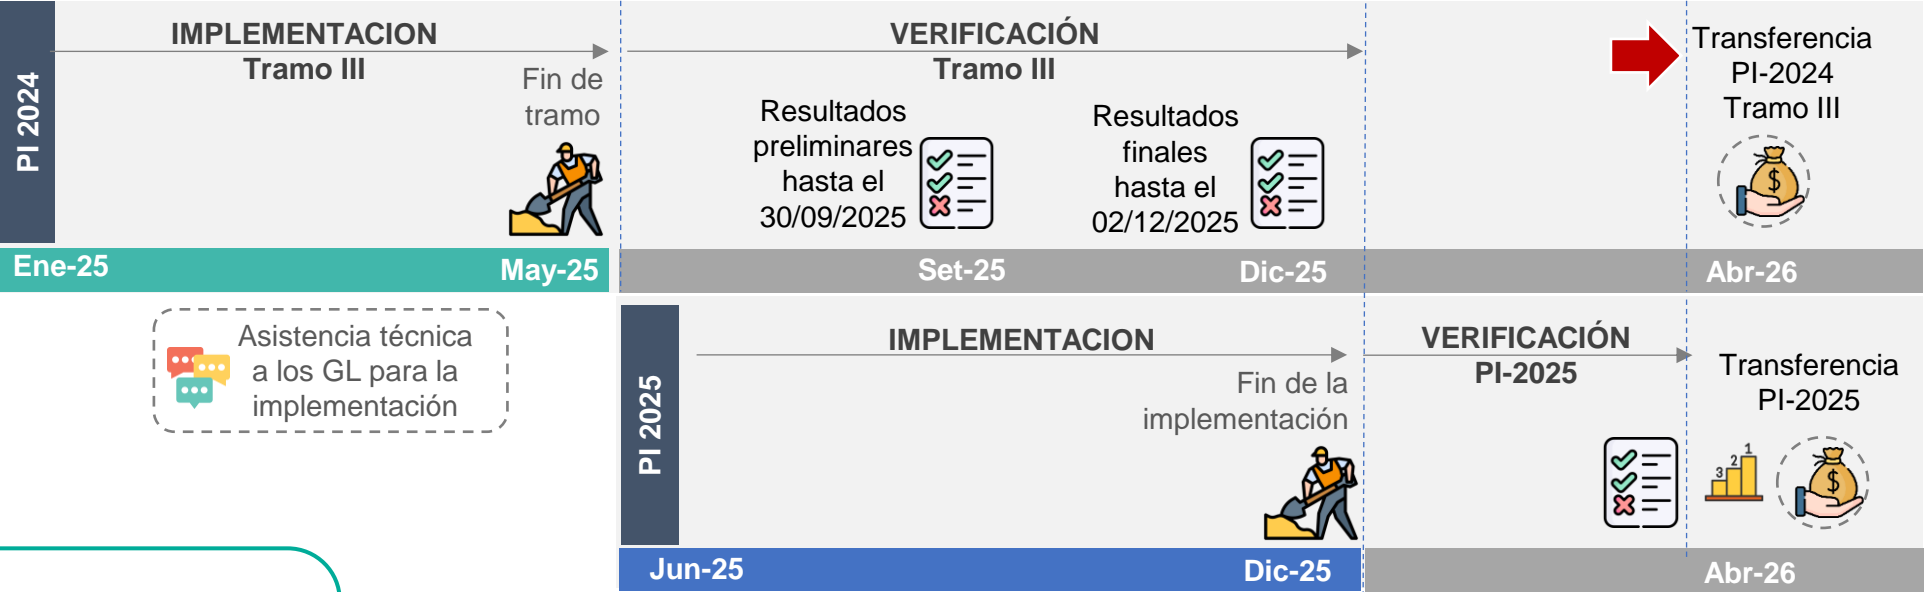 PI 2024
IMPLEMENTACION
Tramo III
Fin de
tramo
VERIFICACIÓN
Tramo III
Resultados
preliminares
hasta el
30/09/2025
Resultados
finales
hasta el
02/12/2025
Transferencia
PI-2024
Tramo III
$
Ene-25
May-25
Set-25
Dic-25
Abr-26
Asistencia técnica
a los GL para la
implementación
PI 2025
IMPLEMENTACION
Fin de la
implementación
VERIFICACIÓN
PI-2025
Transferencia
PI-2025
3 2 1
$
Jun-25
Dic-25
Abr-26